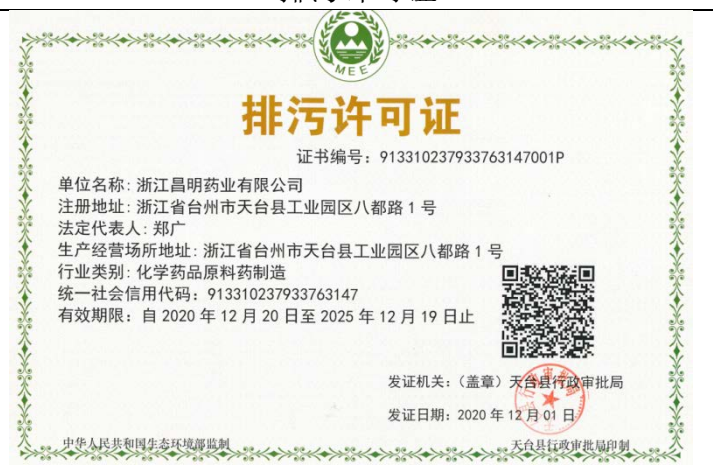 MEE
排污许可证
证书编号：913310237933763147001P
单位名称：浙江昌明药业有限公司
注册地址：浙江省台州市天台县工业园区八都路1号
法定代表人：郑广
生产经营场所地址：浙江省台州市天台县工业园区八都路1号
行业类别：化学药品原料药制造
统一社会信用代码：913310237933763147
有效期限：自2020年12月20日至2025年12月19日止
发证机关：（盖章）天台县行政审批局
发证日期：2020年12月01日
中华人民共和国生态环境部监制
天台县行政审批局印制